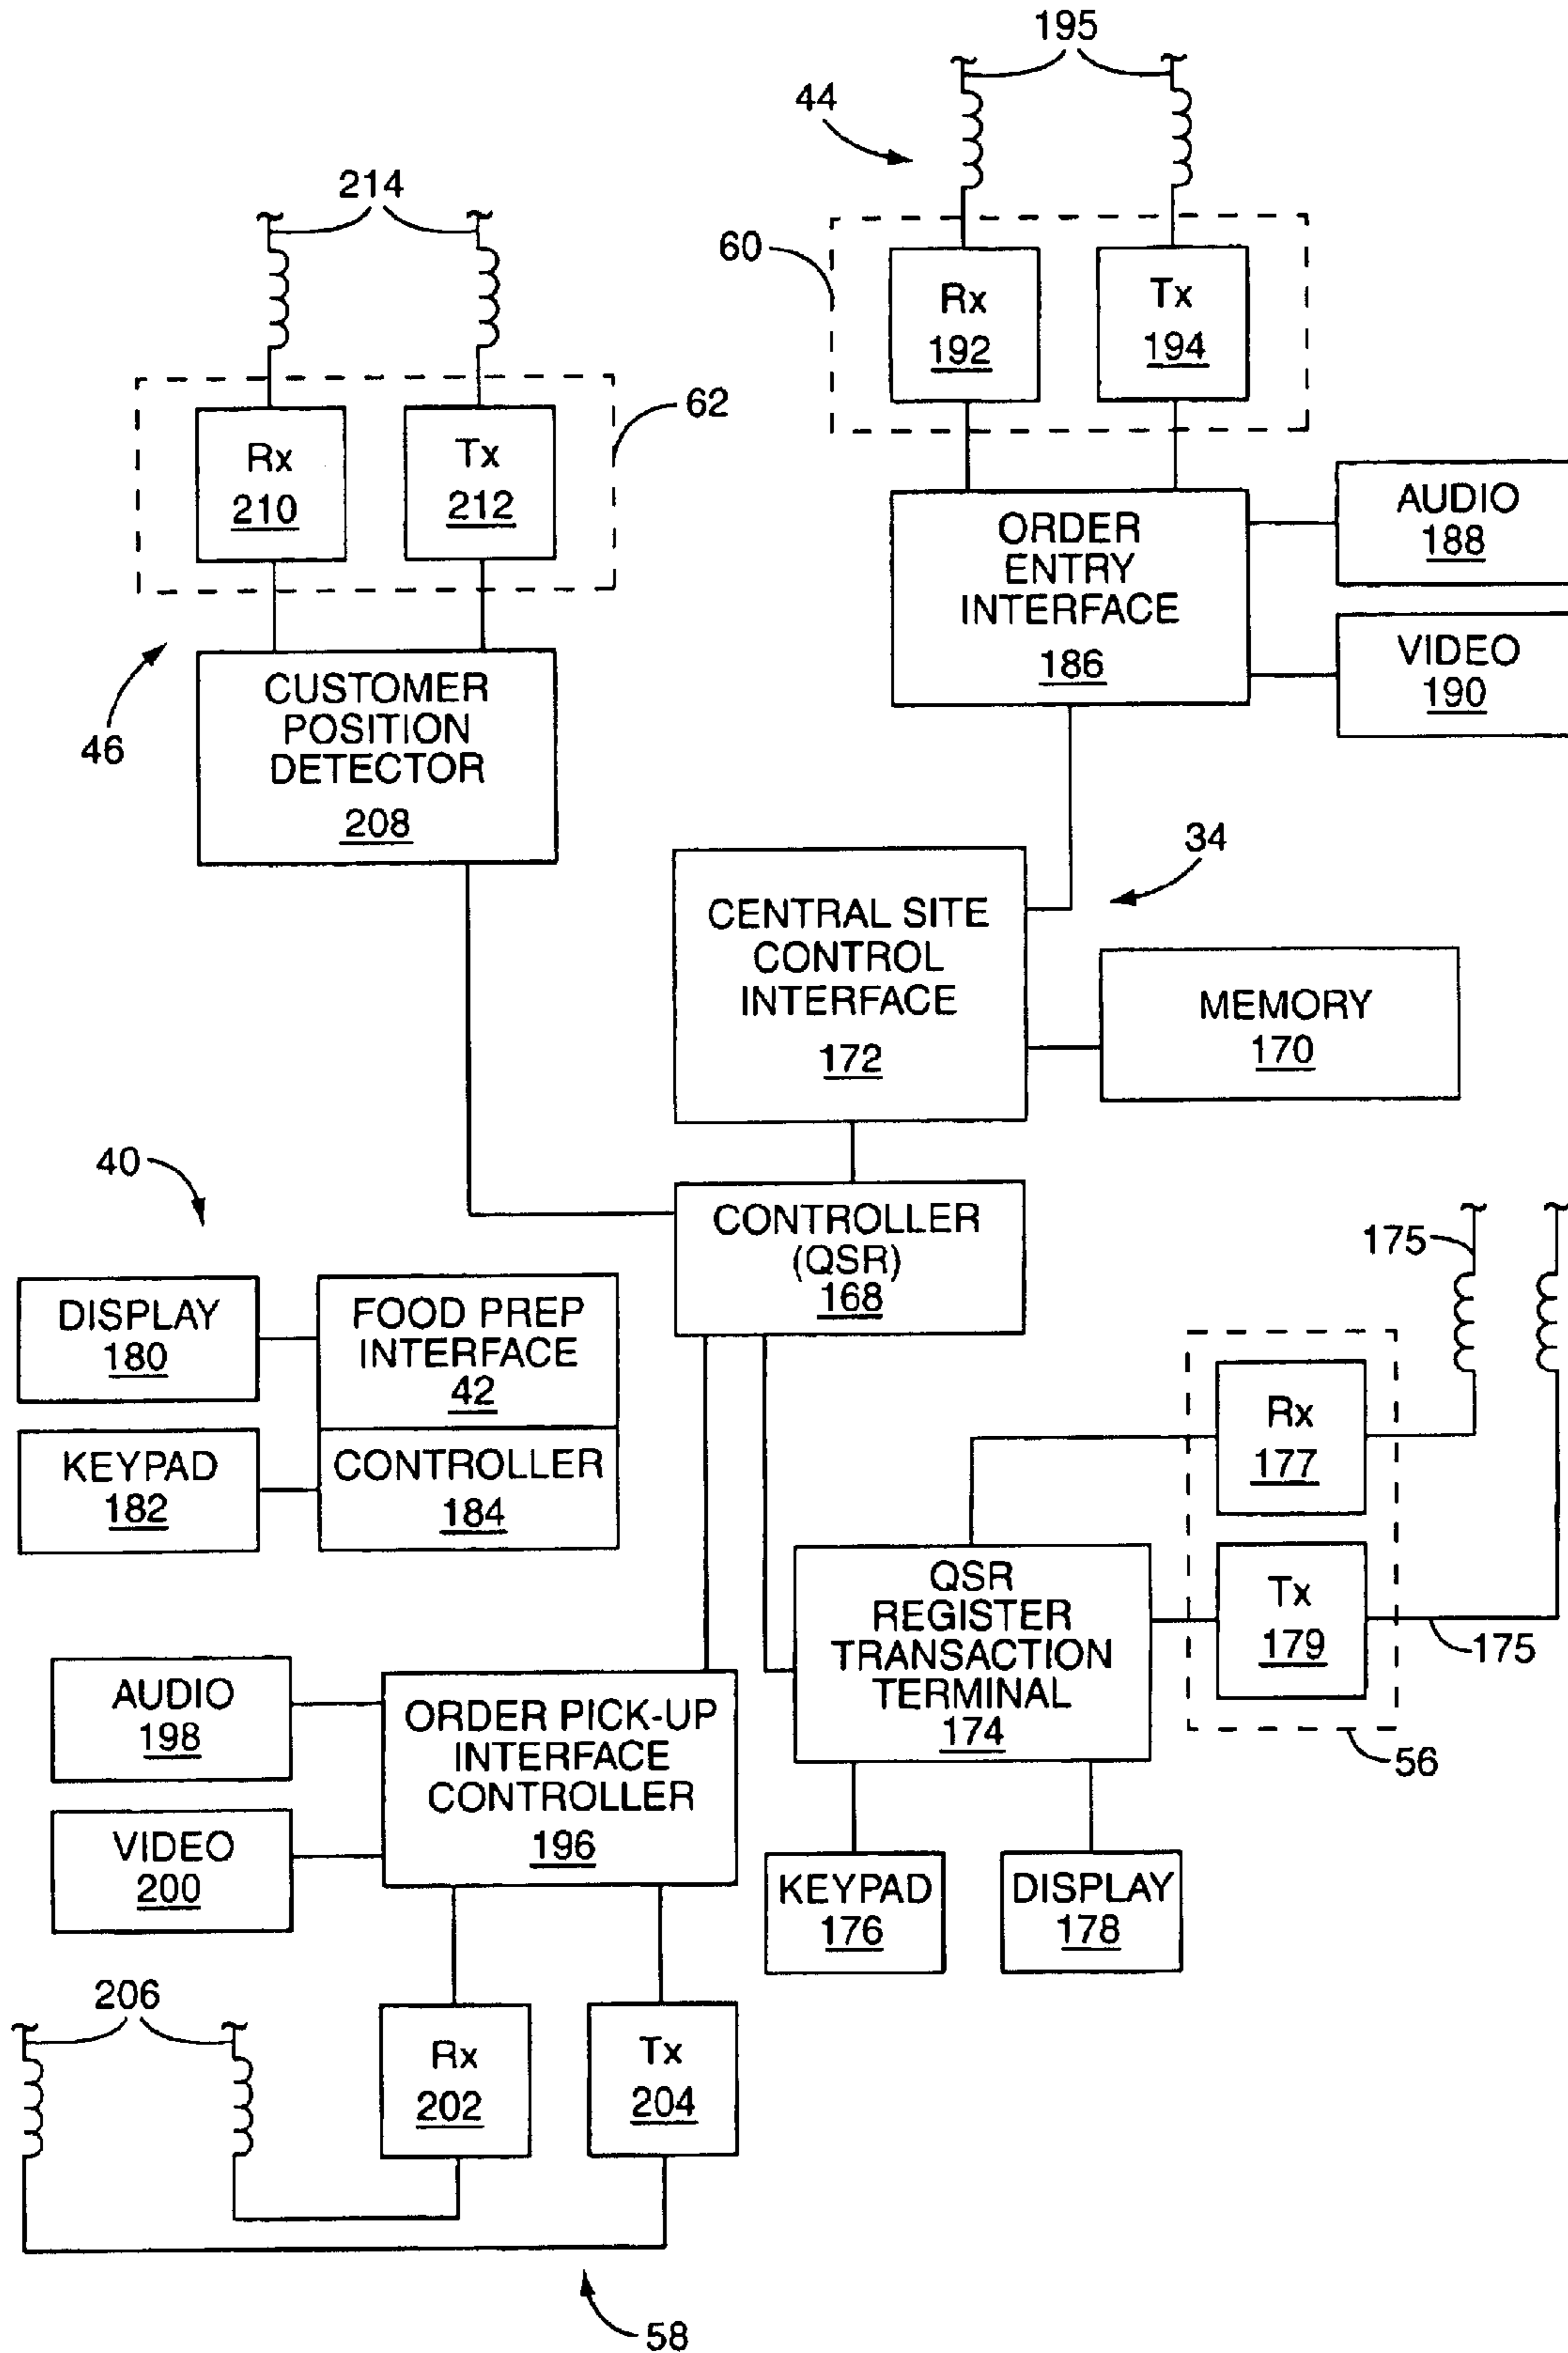 195
44
214
60
Rx
192
Tx
194
62
Rx
210
Tx
212
AUDIO
188
ORDER
ENTRY
INTERFACE
186
VIDEO
190
46
CUSTOMER
POSITION
DETECTOR
208
34
CENTRAL SITE
CONTROL
INTERFACE
172
MEMORY
170
40
CONTROLLER
(QSR)
168
175
DISPLAY
180
FOOD PREP
INTERFACE
42
KEYPAD
182
CONTROLLER
184
Rx
177
QSR
REGISTER
TRANSACTION
TERMINAL
174
Tx
179
175
56
AUDIO
198
ORDER PICK-UP
INTERFACE
CONTROLLER
196
VIDEO
200
KEYPAD
176
DISPLAY
178
206
Rx
202
Tx
204
58